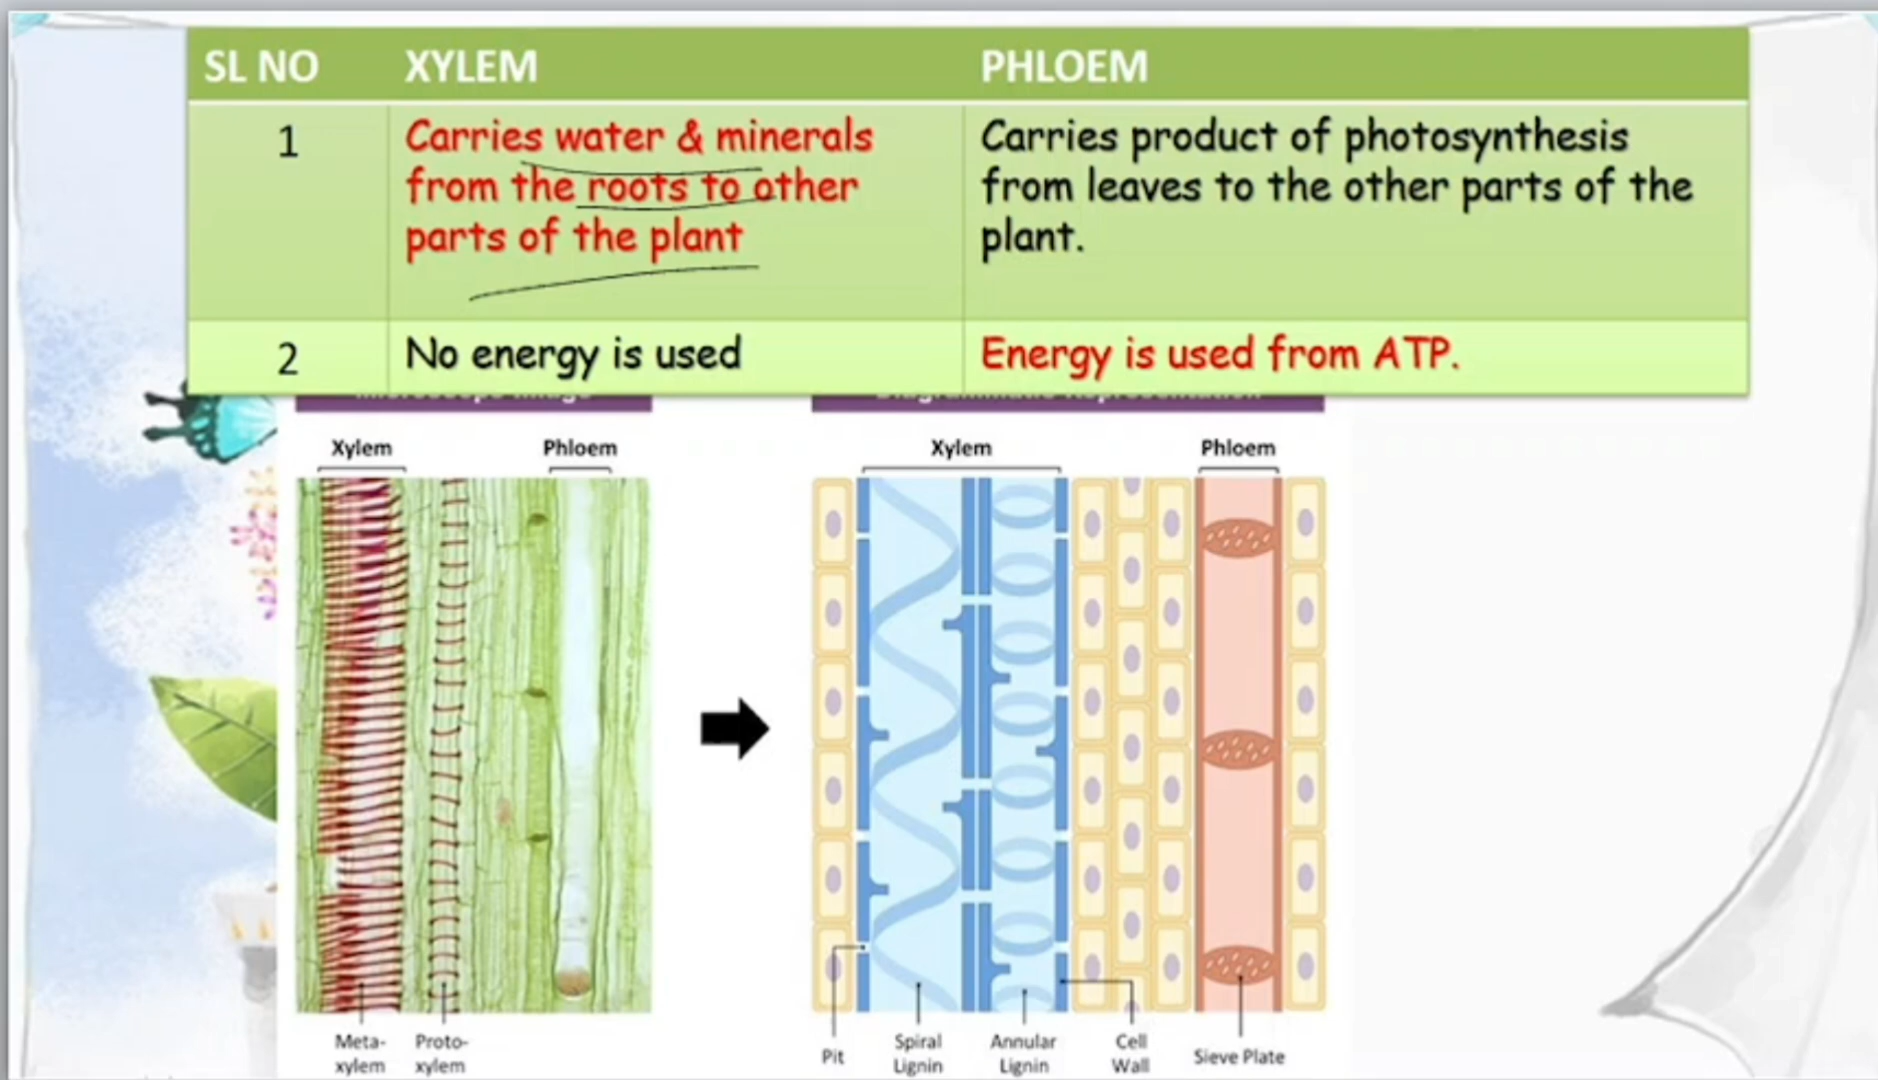 SL NO XYLEM PHLOEM
1 Carries water & minerals Carries product of photosynthesis
from the roots to other from leaves to the other parts of the
parts of the plant plant.
2 No energy is used Energy is used from ATP.
Xylem Phloem Xylem Phloem
Meta- Proto- Pit Spiral Annular Cell Sieve Plate
xylem xylem Lignin Lignin Wall